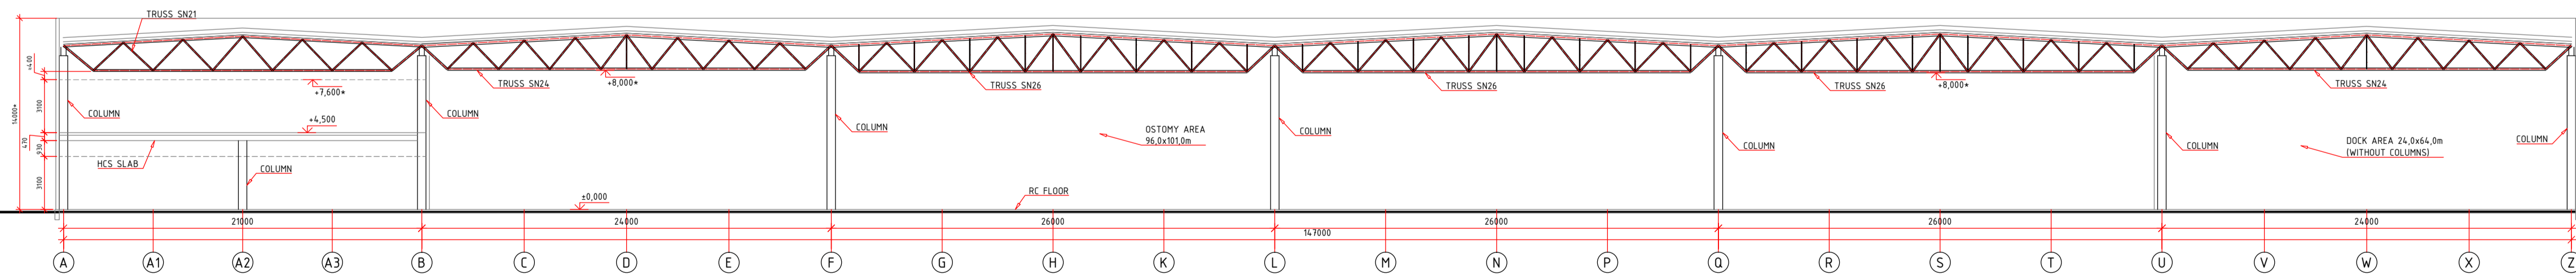 TRUSS SN21
+400
+7,600*
3100
14000*
COLUMN
COLUMN
+4,500
470
930
HCS SLAB
COLUMN
3100
TRUSS SN24
+8,000*
±0,000
COLUMN
TRUSS SN26
OSTOMY AREA
96,0x101,0m
RC FLOOR
COLUMN
TRUSS SN26
COLUMN
TRUSS SN26
+8,000*
COLUMN
TRUSS SN24
DOCK AREA 24,0x64,0m
(WITHOUT COLUMNS)
COLUMN
21000
24000
26000
26000
26000
24000
147000
A A1 A2 A3 B C D E F G H K L M N P Q R S T U V W X Z